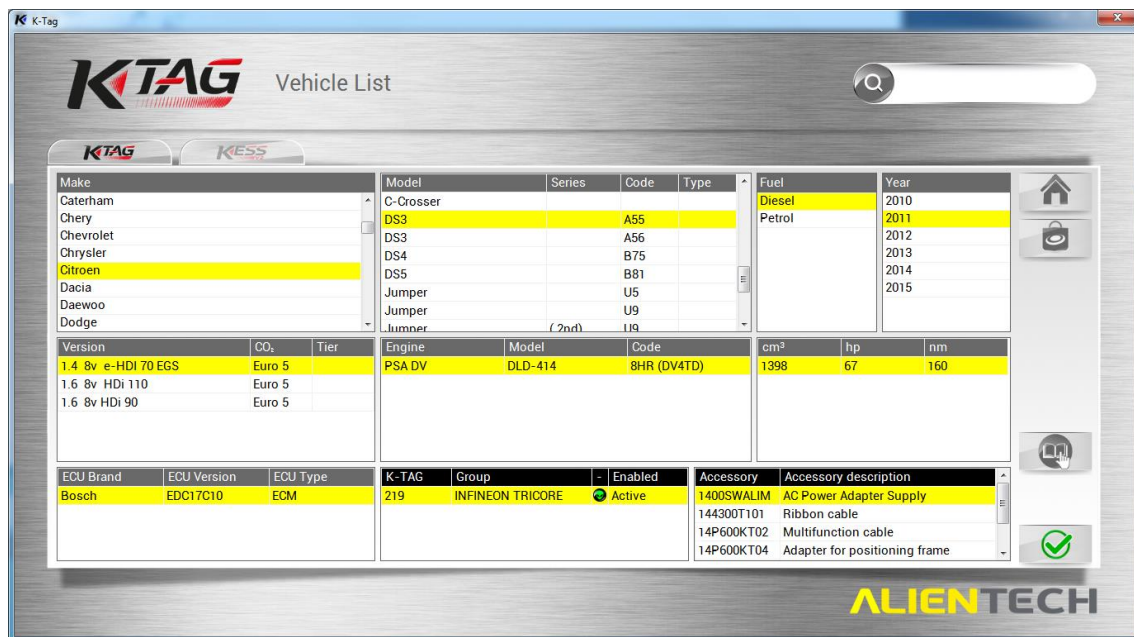 K-Tag
KTAG Vehicle List
KTAG KESS
Make
Caterham
Chery
Chevrolet
Chrysler
Citroen
Dacia
Daewoo
Dodge
Model Series Code Type
C-Crosser
DS3 A55
DS3 A56
DS4 B75
DS5 B81
Jumper U5
Jumper U9
Jumper (2nd) U9
Fuel
Diesel
Petrol
Year
2010
2011
2012
2013
2014
2015
Version CO₂ Tier
1.4 8v e-HDI 70 EGS Euro 5
1.6 8v HDi 110 Euro 5
1.6 8v HDi 90 Euro 5
Engine Model Code
PSA DV DLD-414 8HR (DV4TD)
cm³ hp nm
1398 67 160
ECU Brand ECU Version ECU Type
Bosch EDC17C10 ECM
K-TAG Group - Enabled
219 INFINEON TRICORE Active
Accessory Accessory description
1400SWALIM AC Power Adapter Supply
144300T101 Ribbon cable
14P600KT02 Multifunction cable
14P600KT04 Adapter for positioning frame
ALIENTECH